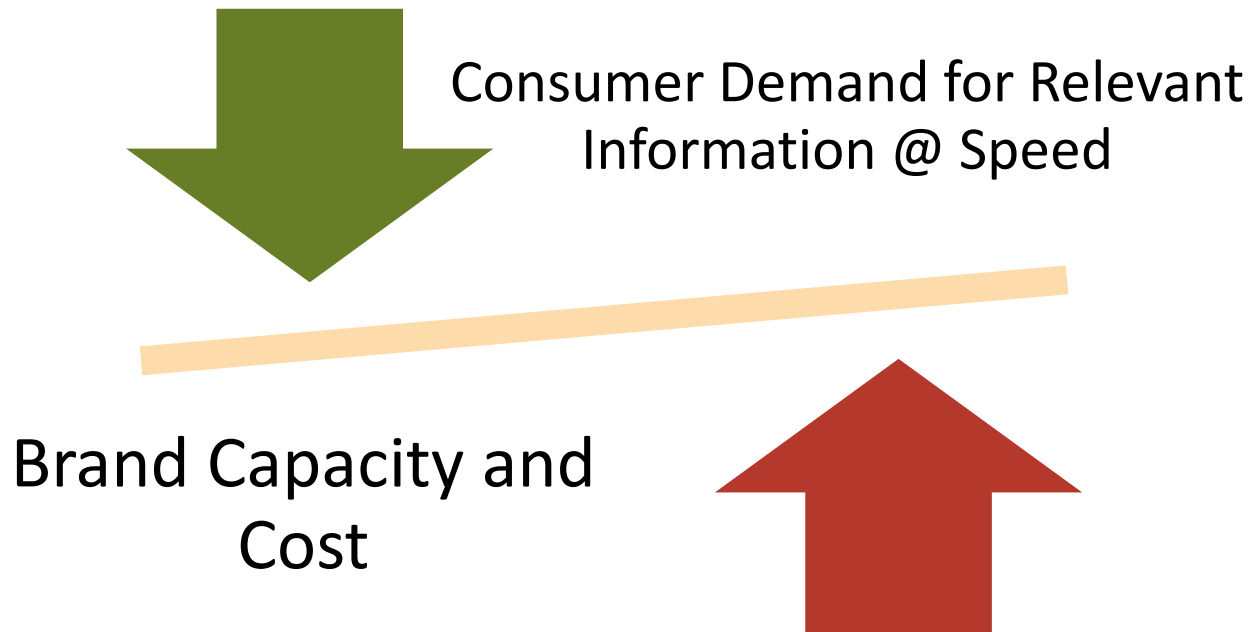 Consumer Demand for Relevant
Information @ Speed
Brand Capacity and
Cost